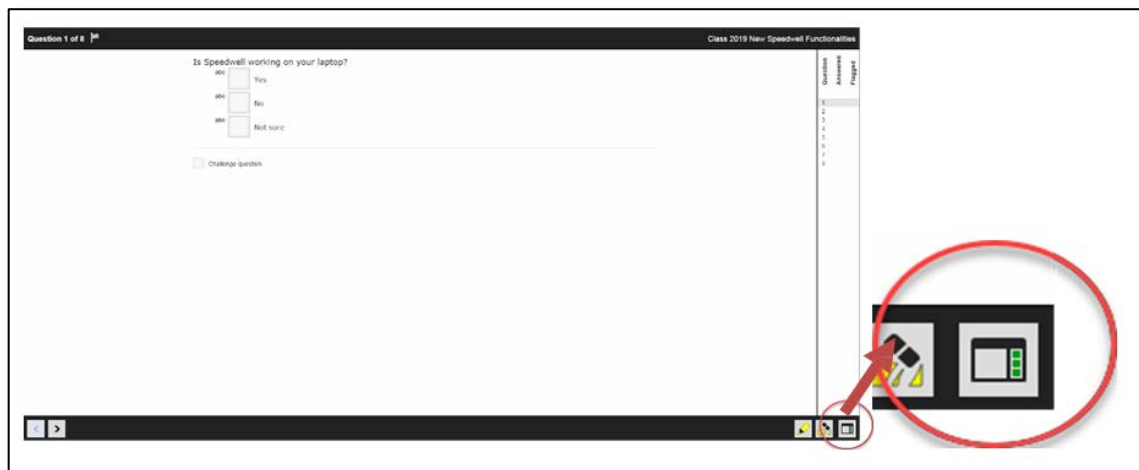 Question 1 of 8
Class 2019 New Speedwell Functionalities
Is Speedwell working on your laptop?
abc Yes
abc No
abc Not sure
Challenge question
Question
Answered
Flagged
1
2
3
4
5
6
7
8